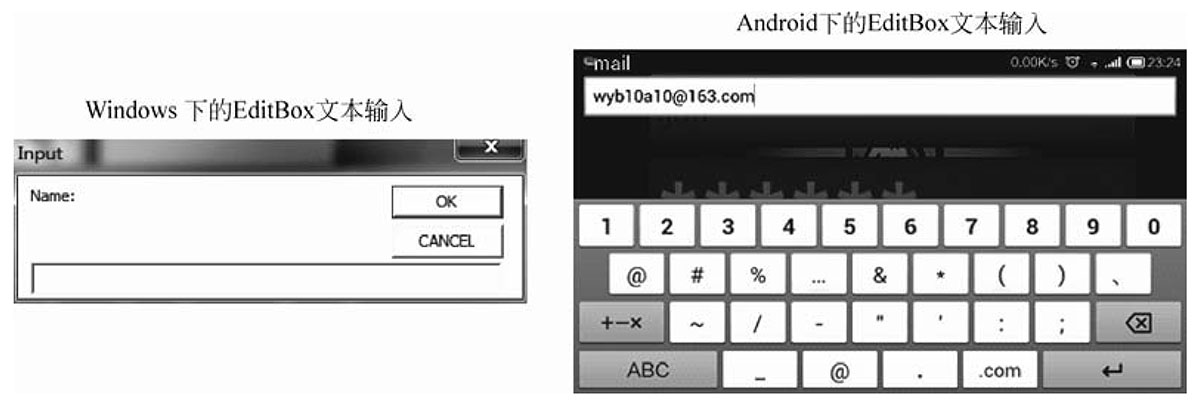 Windows 下的EditBox文本输入
Input
X
Name:
OK
CANCEL
Android下的EditBox文本输入
mail
0.00K/s 23:24
wyb10a10@163.com
1 2 3 4 5 6 7 8 9 0
@ # % ... & * ( ) 、
+−× ~ / - " ' : ;
ABC _ @ . .com